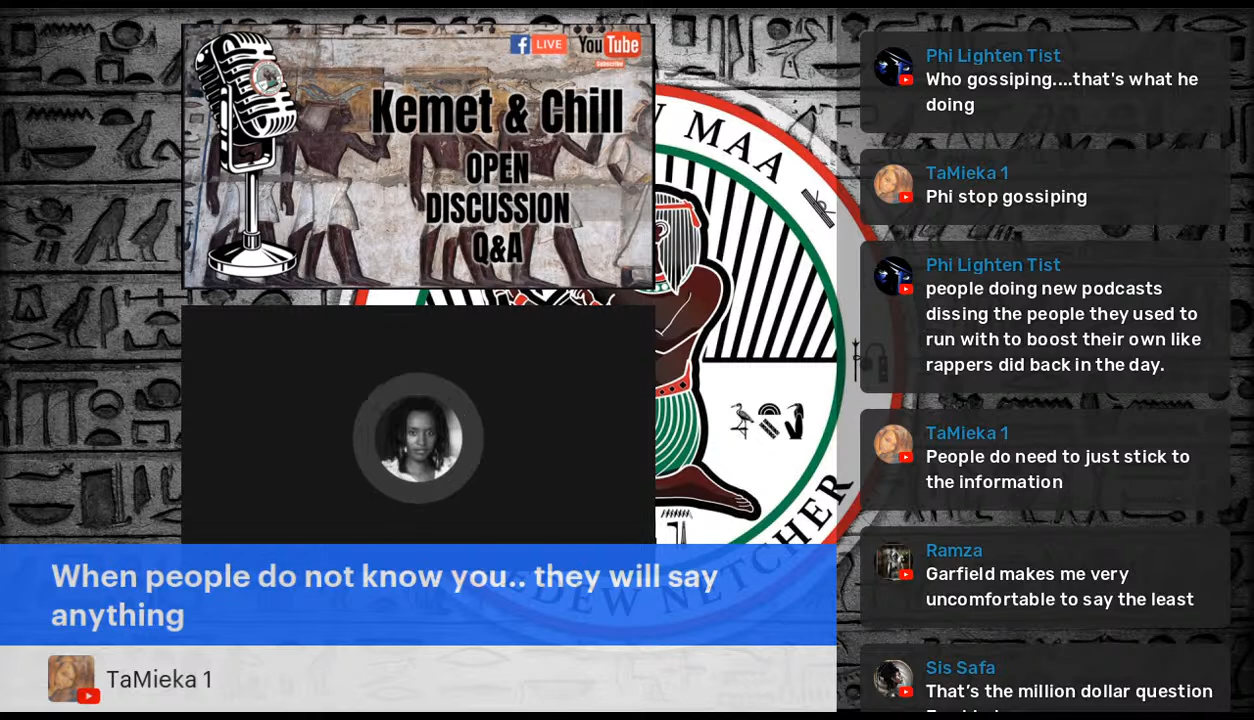 LIVE
YouTube
Subscribe
Kemet & Chill
OPEN
DISCUSSION
Q&A
MAA
NETCHER
DEW NETCHER
When people do not know you.. they will say
anything
TaMieka 1
Phi Lighten Tist
Who gossiping....that's what he
doing
TaMieka 1
Phi stop gossiping
Phi Lighten Tist
people doing new podcasts
dissing the people they used to
run with to boost their own like
rappers did back in the day.
TaMieka 1
People do need to just stick to
the information
Ramza
Garfield makes me very
uncomfortable to say the least
Sis Safa
That’s the million dollar question